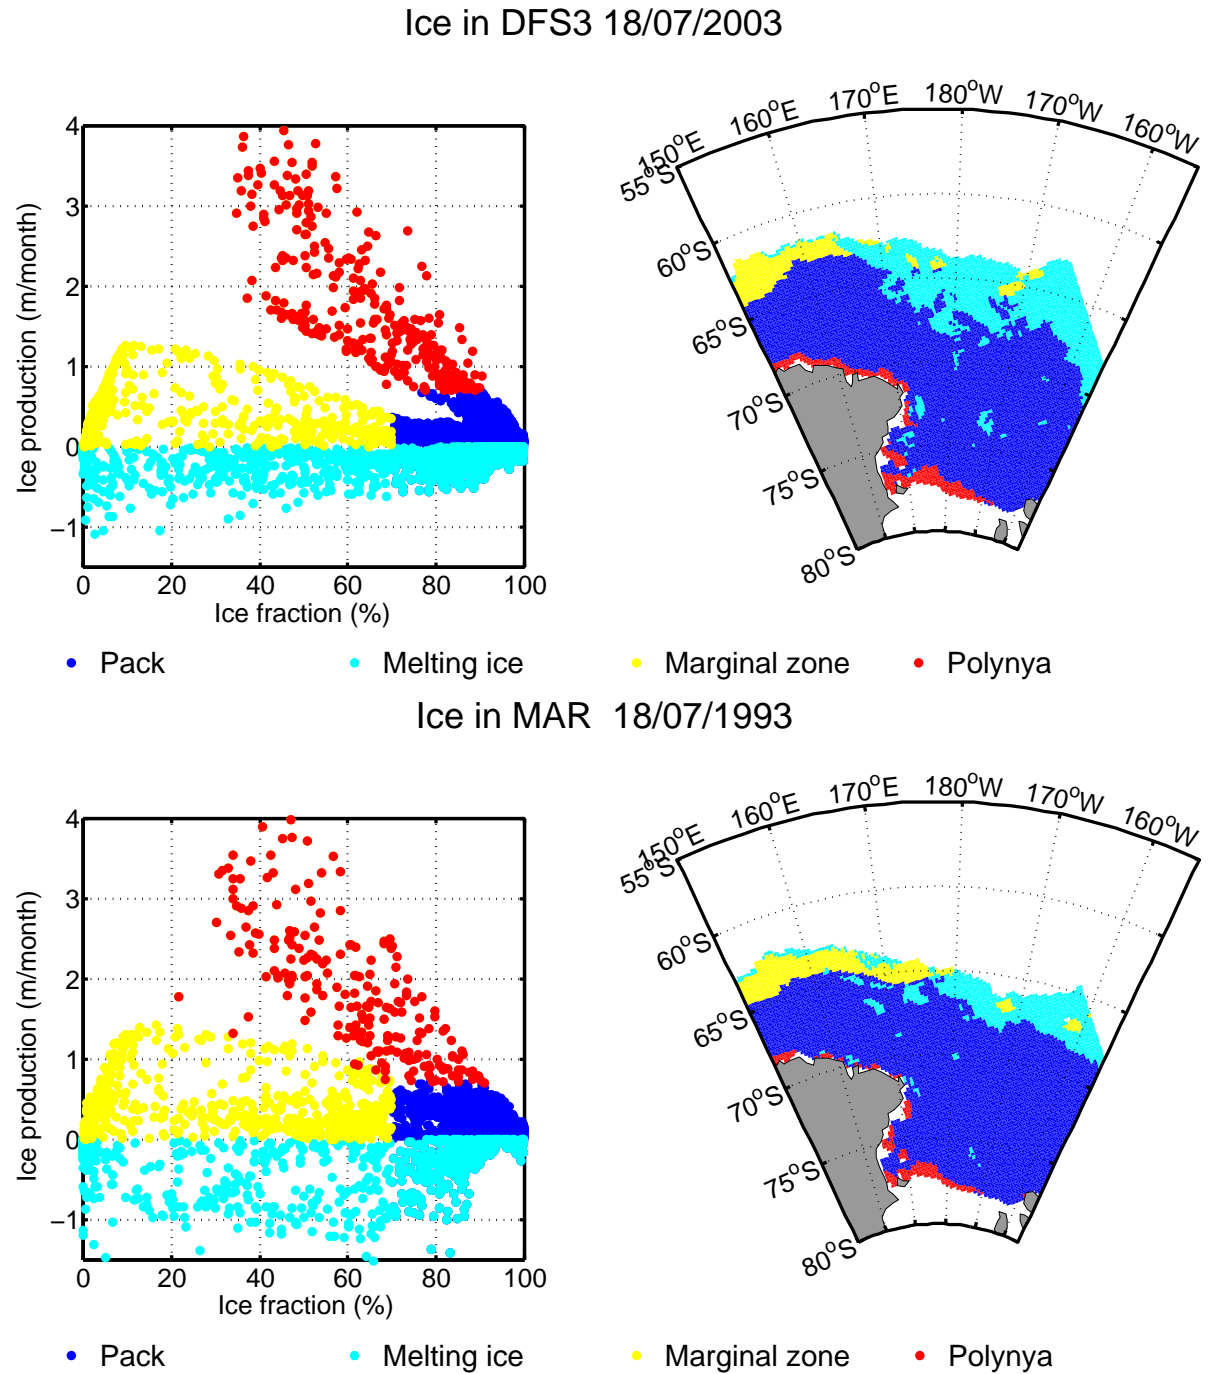 Ice in DFS3 18/07/2003
4
3
2
1
0
−1
Ice production (m/month)
0 20 40 60 80 100
Ice fraction (%)
150°E 160°E 170°E 180°W 170°W 160°W
55°S
60°S
65°S
70°S
75°S
80°S
Pack Melting ice Marginal zone Polynya
Ice in MAR 18/07/1993
4
3
2
1
0
−1
Ice production (m/month)
0 20 40 60 80 100
Ice fraction (%)
150°E 160°E 170°E 180°W 170°W 160°W
55°S
60°S
65°S
70°S
75°S
80°S
Pack Melting ice Marginal zone Polynya